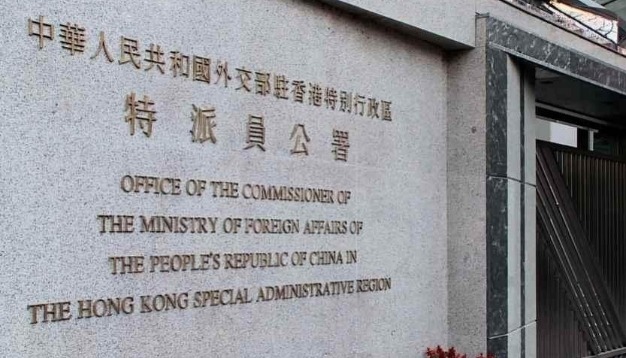 中華人民共和國外交部駐香港特別行政區
特派員公署
OFFICE OF THE COMMISSIONER OF
THE MINISTRY OF FOREIGN AFFAIRS OF
THE PEOPLE'S REPUBLIC OF CHINA IN
THE HONG KONG SPECIAL ADMINISTRATIVE REGION